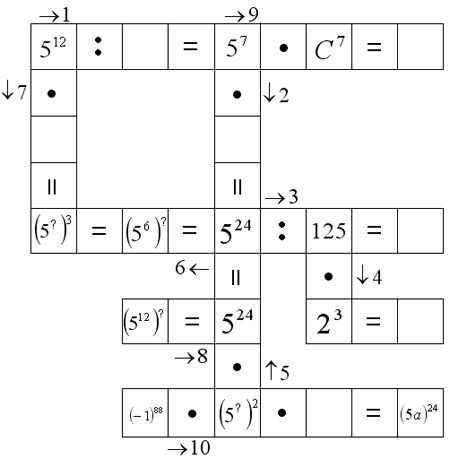 →1 →9
5¹² : = 5⁷ • C⁷ =
↓7 • • ↓2
= = →3
(5^?)³ = (5⁶)^? = 5²⁴ : 125 =
6← = • ↓4
(5¹²)^? = 5²⁴ 2³ =
→8 • ↑5
(-1)⁸⁸ • (5^?)² • = (5a)²⁴
→10